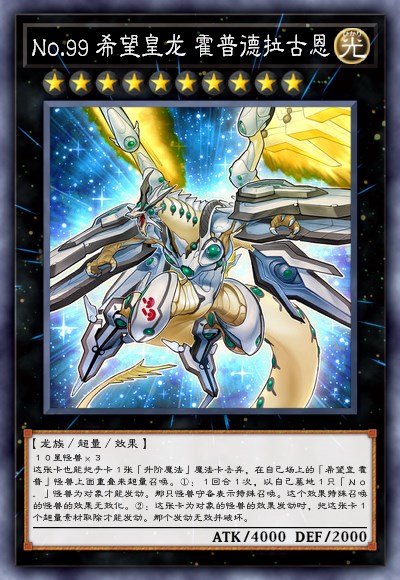 No.99 希望皇龙 霍普德拉古恩
光
【龙族/超量/效果】
10星怪兽×3
这张卡也能把手卡1张「升阶魔法」魔法卡丢弃，在自己场上的「希望皇 霍
普」怪兽上面重叠来超量召唤。①：1回合1次，以自己墓地1只「No
．」怪兽为对象才能发动。那只怪兽守备表示特殊召唤。这个效果特殊召唤
的怪兽的效果无效化。②：这张卡为对象的怪兽的效果发动时，把这张卡1
个超量素材取除才能发动。那个发动无效并破坏。
ATK/4000 DEF/2000